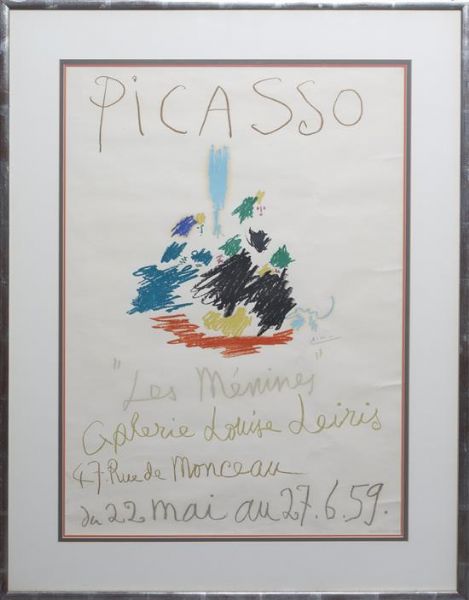 PICASSO
"Les Ménines"
Galerie Louise Leiris
47. Rue de Monceau
du 22 mai au 27.6.59.